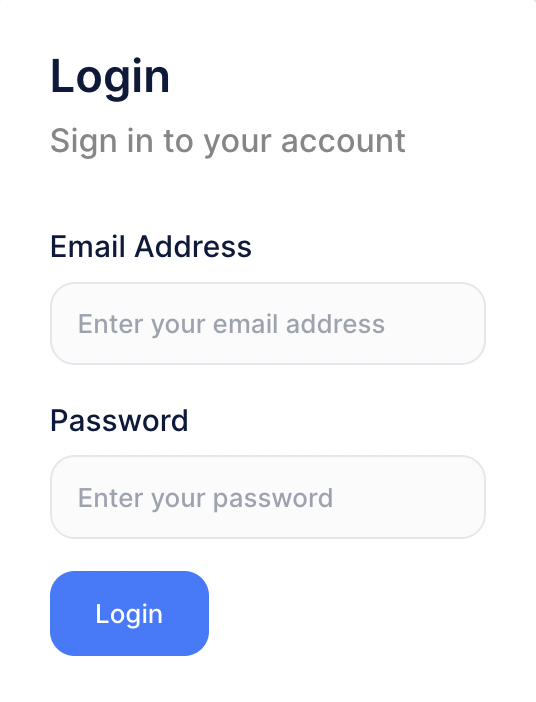 Login
Sign in to your account
Email Address
Enter your email address
Password
Enter your password
Login